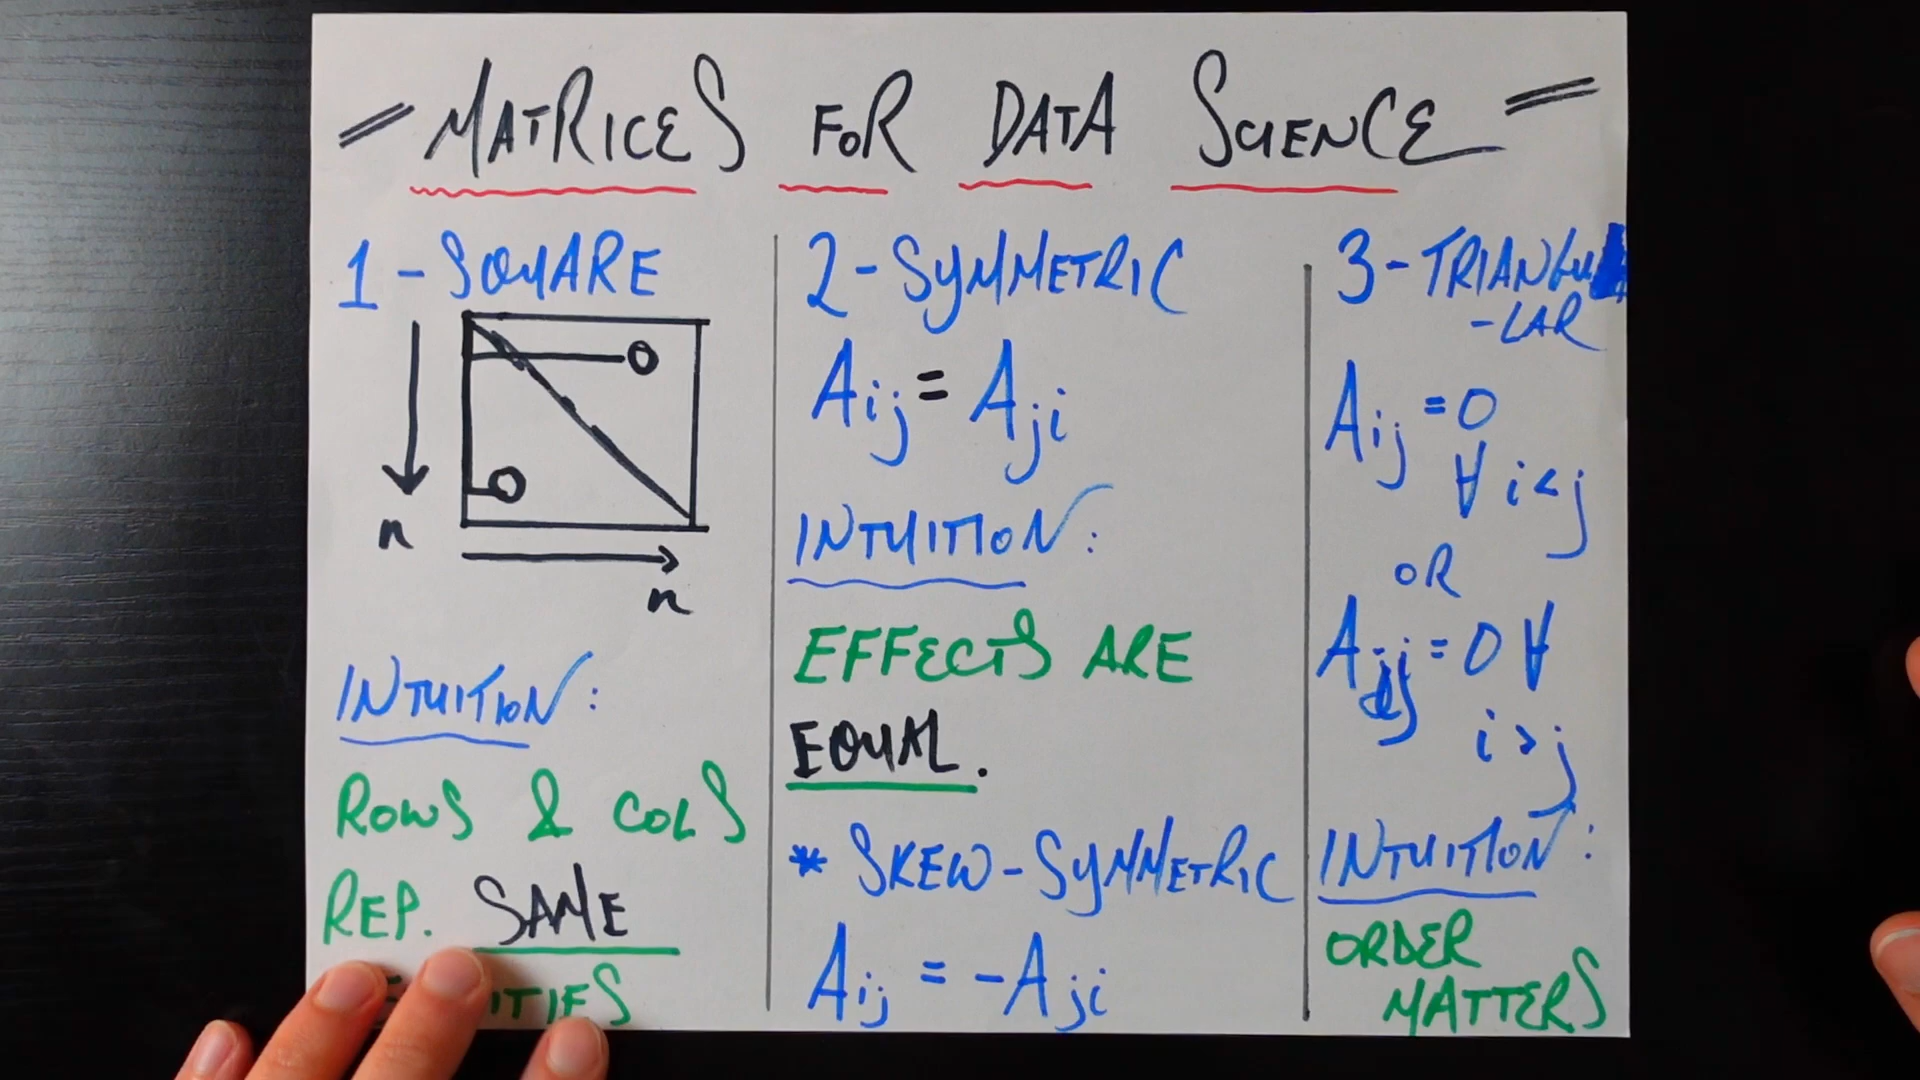 MATRICES FOR DATA SCIENCE
1 - SQUARE
O
O
n
n
INTUITION:
ROWS & COLS
REP. SAME
2 - SYMMETRIC
Aij = Aji
INTUITION:
EFFECTS ARE
EQUAL.
* SKEW-SYMMETRIC
Aij = -Aji
3 - TRIANGU
-LAR
Aij = 0
∀ i < j
OR
Aij = 0 ∀
i > j
INTUITION:
ORDER
MATTERS